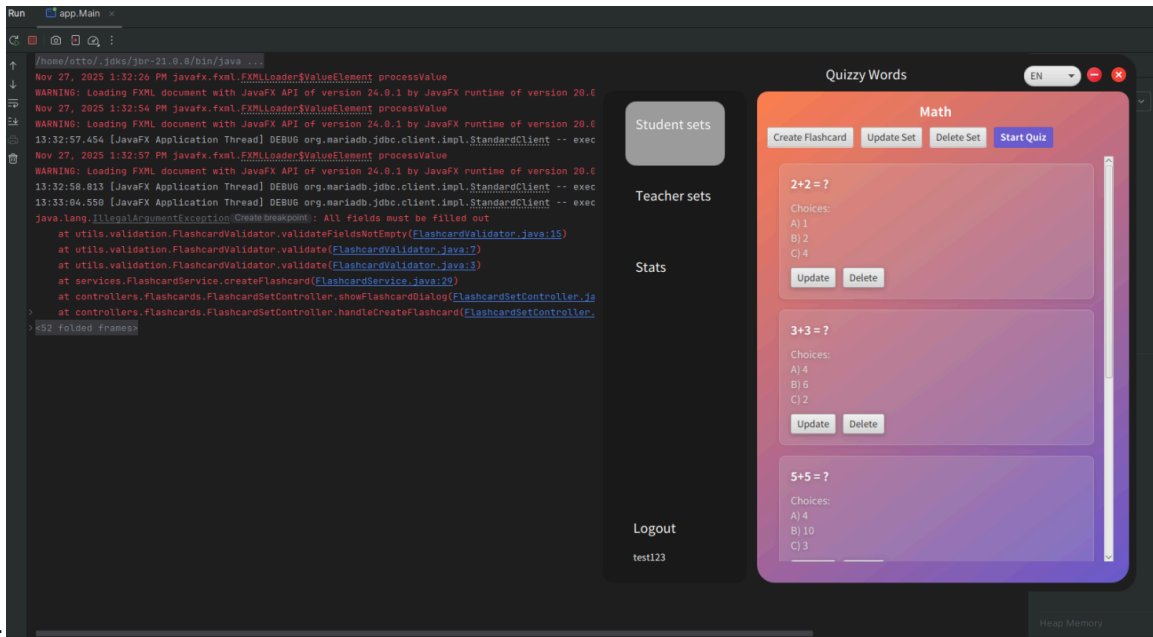 Run app.Main
/home/otto/.jdks/jbr-21.0.8/bin/java ...
Nov 27, 2025 1:32:26 PM javafx.fxml.FXMLLoader$ValueElement processValue
WARNING: Loading FXML document with JavaFX API of version 24.0.1 by JavaFX runtime of version 20.0
Nov 27, 2025 1:32:54 PM javafx.fxml.FXMLLoader$ValueElement processValue
WARNING: Loading FXML document with JavaFX API of version 24.0.1 by JavaFX runtime of version 20.0
13:32:57.454 [JavaFX Application Thread] DEBUG org.mariadb.jdbc.client.impl.StandardClient -- exec
Nov 27, 2025 1:32:57 PM javafx.fxml.FXMLLoader$ValueElement processValue
WARNING: Loading FXML document with JavaFX API of version 24.0.1 by JavaFX runtime of version 20.0
13:32:58.813 [JavaFX Application Thread] DEBUG org.mariadb.jdbc.client.impl.StandardClient -- exec
13:33:04.550 [JavaFX Application Thread] DEBUG org.mariadb.jdbc.client.impl.StandardClient -- exec
java.lang.IllegalArgumentException Create breakpoint : All fields must be filled out
at utils.validation.FlashcardValidator.validateFieldsNotEmpty(FlashcardValidator.java:15)
at utils.validation.FlashcardValidator.validate(FlashcardValidator.java:7)
at utils.validation.FlashcardValidator.validate(FlashcardValidator.java:3)
at services.FlashcardService.createFlashcard(FlashcardService.java:29)
at controllers.flashcards.FlashcardSetController.showFlashcardDialog(FlashcardSetController.ja
at controllers.flashcards.FlashcardSetController.handleCreateFlashcard(FlashcardSetController.
<52 folded frames>
Quizzy Words
EN
Student sets
Teacher sets
Stats
Logout
test123
Math
Create Flashcard Update Set Delete Set Start Quiz
2+2 = ?
Choices:
A) 1
B) 2
C) 4
Update Delete
3+3 = ?
Choices:
A) 4
B) 6
C) 2
Update Delete
5+5 = ?
Choices:
A) 4
B) 10
C) 3
Heap Memory